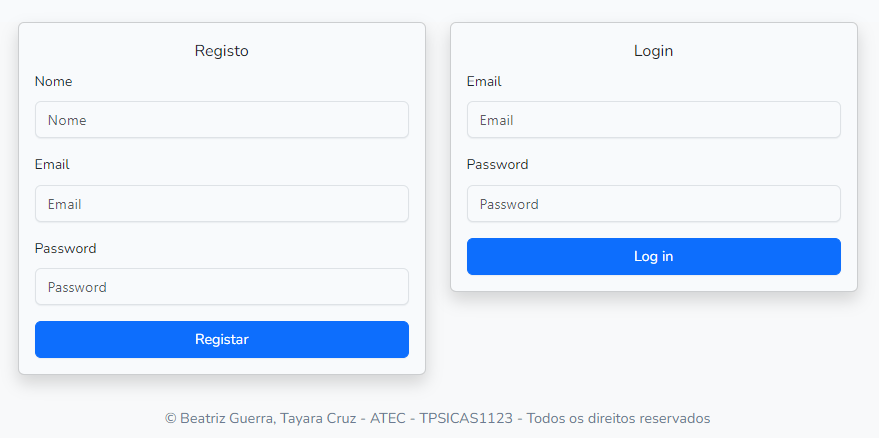 Registo
Nome
Nome
Email
Email
Password
Password
Registar
Login
Email
Email
Password
Password
Log in
© Beatriz Guerra, Tayara Cruz - ATEC - TPSICAS1123 - Todos os direitos reservados